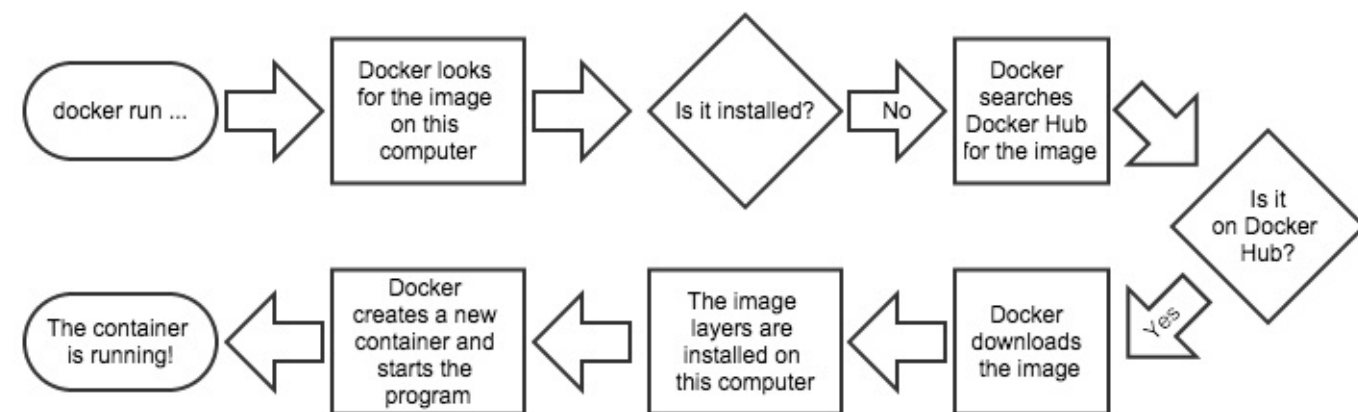 docker run ...
Docker looks
for the image
on this
computer
Is it installed?
No
Docker
searches
Docker Hub
for the image
Is it
on Docker
Hub?
Yes
Docker
downloads
the image
The image
layers are
installed on
this computer
Docker
creates a new
container and
starts the
program
The container
is running!